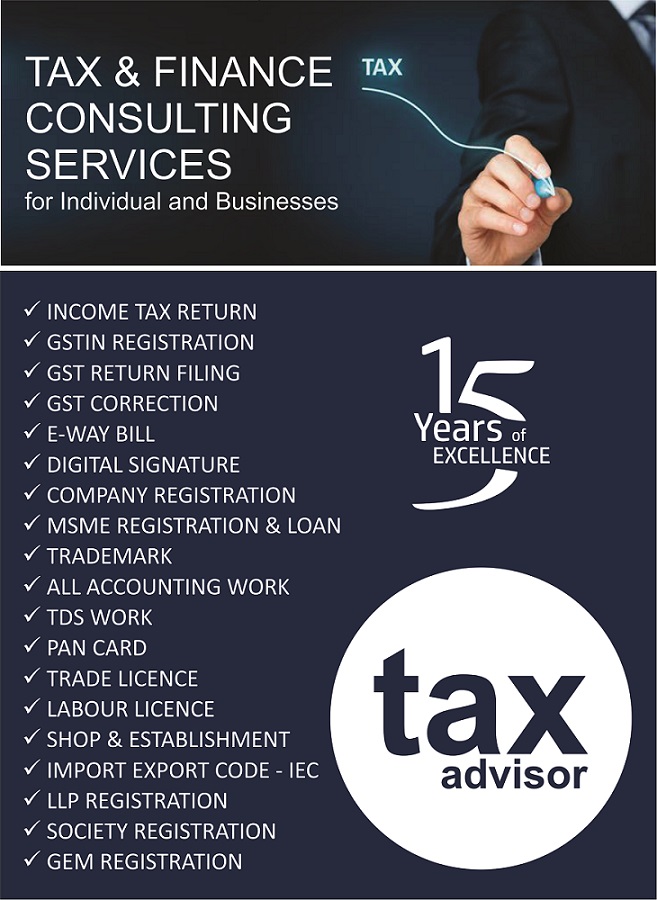 TAX & FINANCE
CONSULTING
SERVICES
for Individual and Businesses
TAX
✓ INCOME TAX RETURN
✓ GSTIN REGISTRATION
✓ GST RETURN FILING
✓ GST CORRECTION
✓ E-WAY BILL
✓ DIGITAL SIGNATURE
✓ COMPANY REGISTRATION
✓ MSME REGISTRATION & LOAN
✓ TRADEMARK
✓ ALL ACCOUNTING WORK
✓ TDS WORK
✓ PAN CARD
✓ TRADE LICENCE
✓ LABOUR LICENCE
✓ SHOP & ESTABLISHMENT
✓ IMPORT EXPORT CODE - IEC
✓ LLP REGISTRATION
✓ SOCIETY REGISTRATION
✓ GEM REGISTRATION
15
Years of
EXCELLENCE
tax
advisor